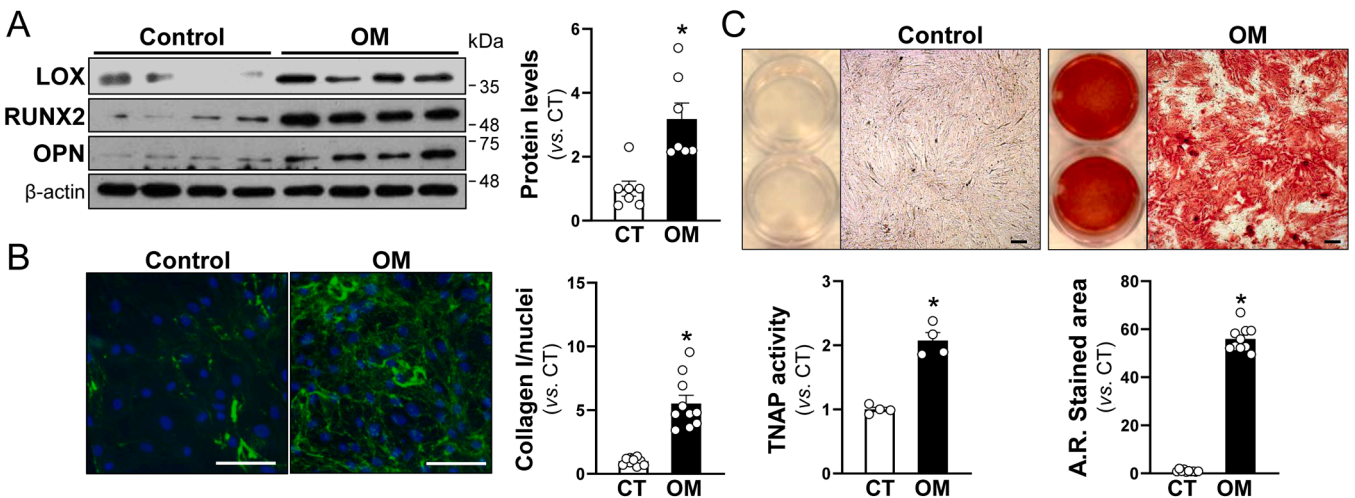 A
Control OM
kDa
LOX
35
RUNX2
48
75
OPN
48
β-actin
Protein levels
(vs. CT)
6
4
2
0
*
CT OM
C
Control OM
B
Control OM
Collagen I/nuclei
(vs. CT)
15
10
5
0
*
CT OM
TNAP activity
(vs. CT)
3
2
1
0
*
CT OM
A.R. Stained area
(vs. CT)
80
60
40
20
0
*
CT OM